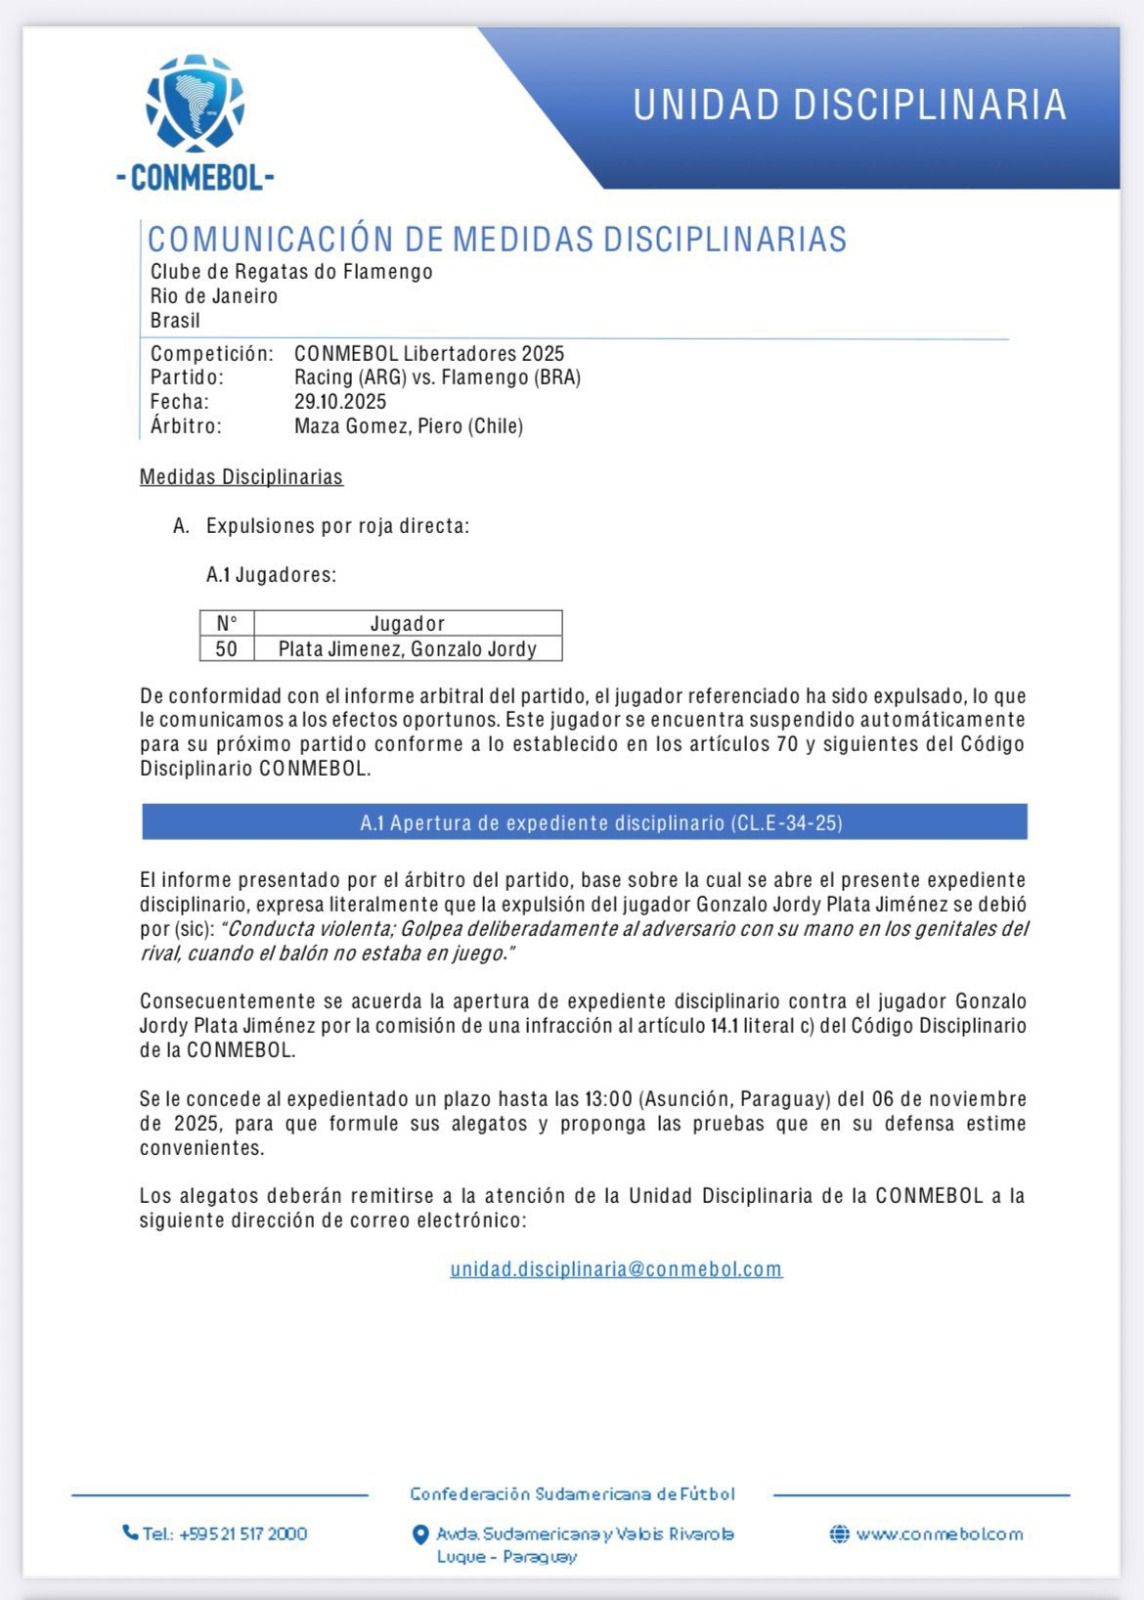 -CONMEBOL-
UNIDAD DISCIPLINARIA
COMUNICACIÓN DE MEDIDAS DISCIPLINARIAS
Clube de Regatas do Flamengo
Rio de Janeiro
Brasil
Competición: CONMEBOL Libertadores 2025
Partido: Racing (ARG) vs. Flamengo (BRA)
Fecha: 29.10.2025
Árbitro: Maza Gomez, Piero (Chile)
Medidas Disciplinarias
A. Expulsiones por roja directa:
A.1 Jugadores:
N° Jugador
50 Plata Jimenez, Gonzalo Jordy
De conformidad con el informe arbitral del partido, el jugador referenciado ha sido expulsado, lo que
le comunicamos a los efectos oportunos. Este jugador se encuentra suspendido automáticamente
para su próximo partido conforme a lo establecido en los artículos 70 y siguientes del Código
Disciplinario CONMEBOL.
A.1 Apertura de expediente disciplinario (CL.E-34-25)
El informe presentado por el árbitro del partido, base sobre la cual se abre el presente expediente
disciplinario, expresa literalmente que la expulsión del jugador Gonzalo Jordy Plata Jiménez se debió
por (sic): “Conducta violenta; Golpea deliberadamente al adversario con su mano en los genitales del
rival, cuando el balón no estaba en juego.”
Consecuentemente se acuerda la apertura de expediente disciplinario contra el jugador Gonzalo
Jordy Plata Jiménez por la comisión de una infracción al artículo 14.1 literal c) del Código Disciplinario
de la CONMEBOL.
Se le concede al expedientado un plazo hasta las 13:00 (Asunción, Paraguay) del 06 de noviembre
de 2025, para que formule sus alegatos y proponga las pruebas que en su defensa estime
convenientes.
Los alegatos deberán remitirse a la atención de la Unidad Disciplinaria de la CONMEBOL a la
siguiente dirección de correo electrónico:
unidad.disciplinaria@conmebol.com
Confederación Sudamericana de Fútbol
Tel.: +595 21 517 2000
Avda. Sudamericana y Valois Rivarola
Luque - Paraguay
www.conmebol.com